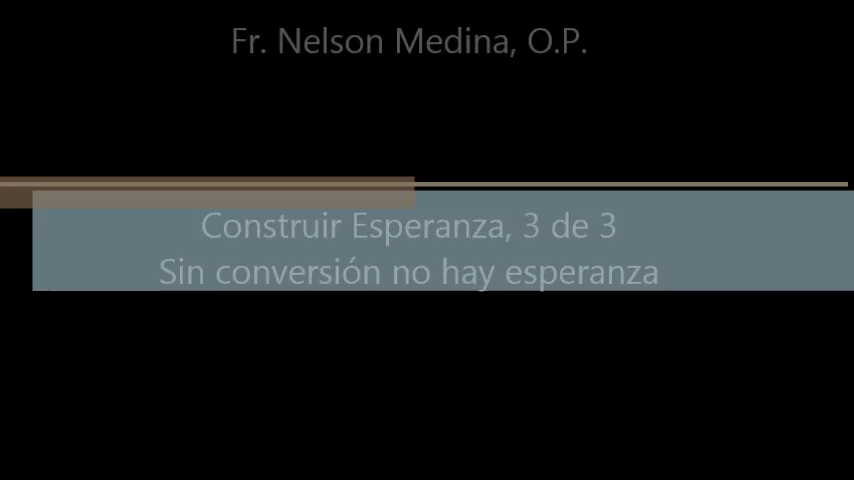 Fr. Nelson Medina, O.P.
Construir Esperanza, 3 de 3
Sin conversión no hay esperanza